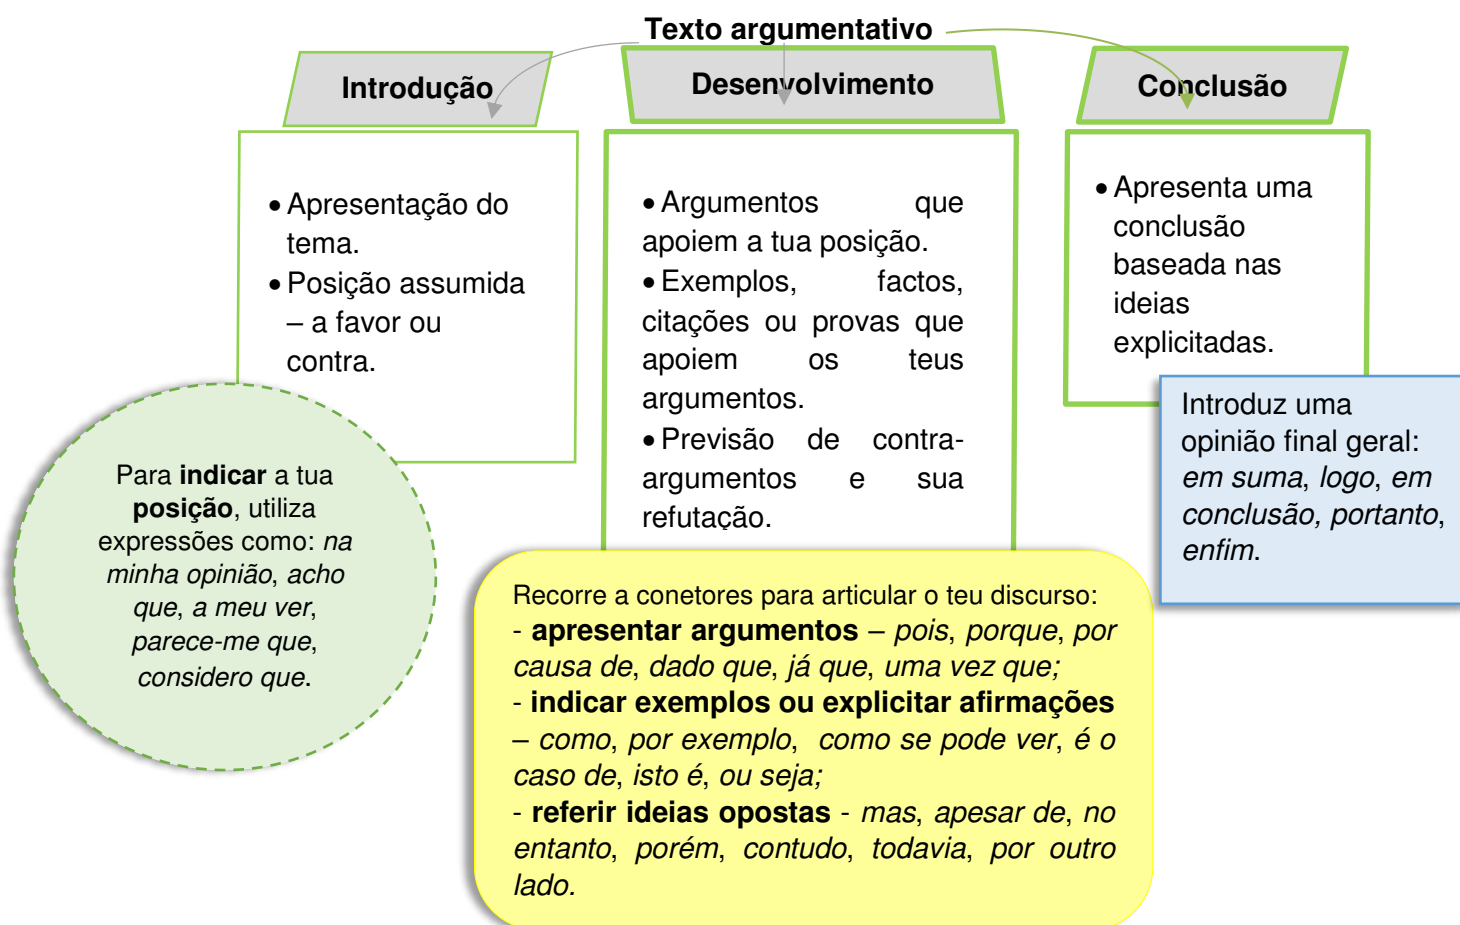 Texto argumentativo
Introdução
• Apresentação do
tema.
• Posição assumida
– a favor ou
contra.
Para indicar a tua
posição, utiliza
expressões como: na
minha opinião, acho
que, a meu ver,
parece-me que,
considero que.
Desenvolvimento
• Argumentos que
apoiem a tua posição.
• Exemplos, factos,
citações ou provas que
apoiem os teus
argumentos.
• Previsão de contra-
argumentos e sua
refutação.
Recorre a conetores para articular o teu discurso:
- apresentar argumentos – pois, porque, por
causa de, dado que, já que, uma vez que;
- indicar exemplos ou explicitar afirmações
– como, por exemplo, como se pode ver, é o
caso de, isto é, ou seja;
- referir ideias opostas - mas, apesar de, no
entanto, porém, contudo, todavia, por outro
lado.
Conclusão
• Apresenta uma
conclusão
baseada nas
ideias
explicitadas.
Introduz uma
opinião final geral:
em suma, logo, em
conclusão, portanto,
enfim.